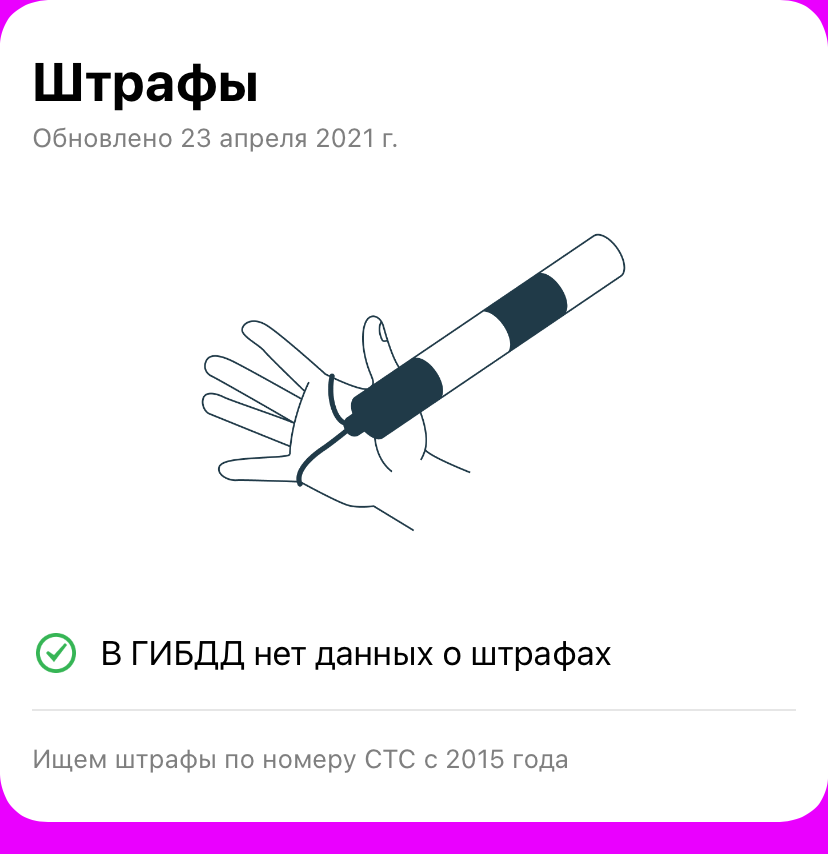 Штрафы
Обновлено 23 апреля 2021 г.
В ГИБДД нет данных о штрафах
Ищем штрафы по номеру СТС с 2015 года